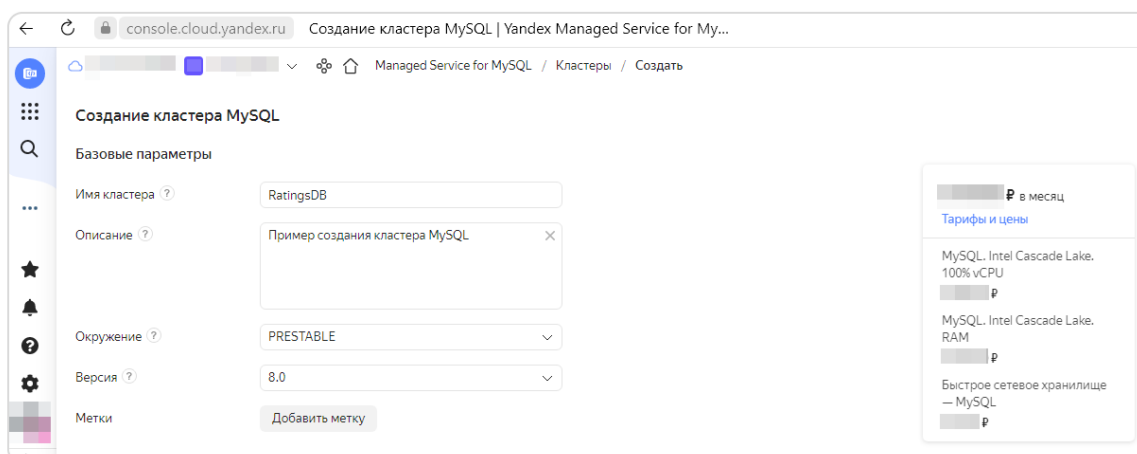 console.cloud.yandex.ru Создание кластера MySQL | Yandex Managed Service for My...
Managed Service for MySQL / Кластеры / Создать
Создание кластера MySQL
Базовые параметры
Имя кластера ? RatingsDB
Описание ? Пример создания кластера MySQL
Окружение ? PRESTABLE
Версия ? 8.0
Метки Добавить метку
₽ в месяц
Тарифы и цены
MySQL. Intel Cascade Lake.
100% vCPU
₽
MySQL. Intel Cascade Lake.
RAM
₽
Быстрое сетевое хранилище
— MySQL
₽